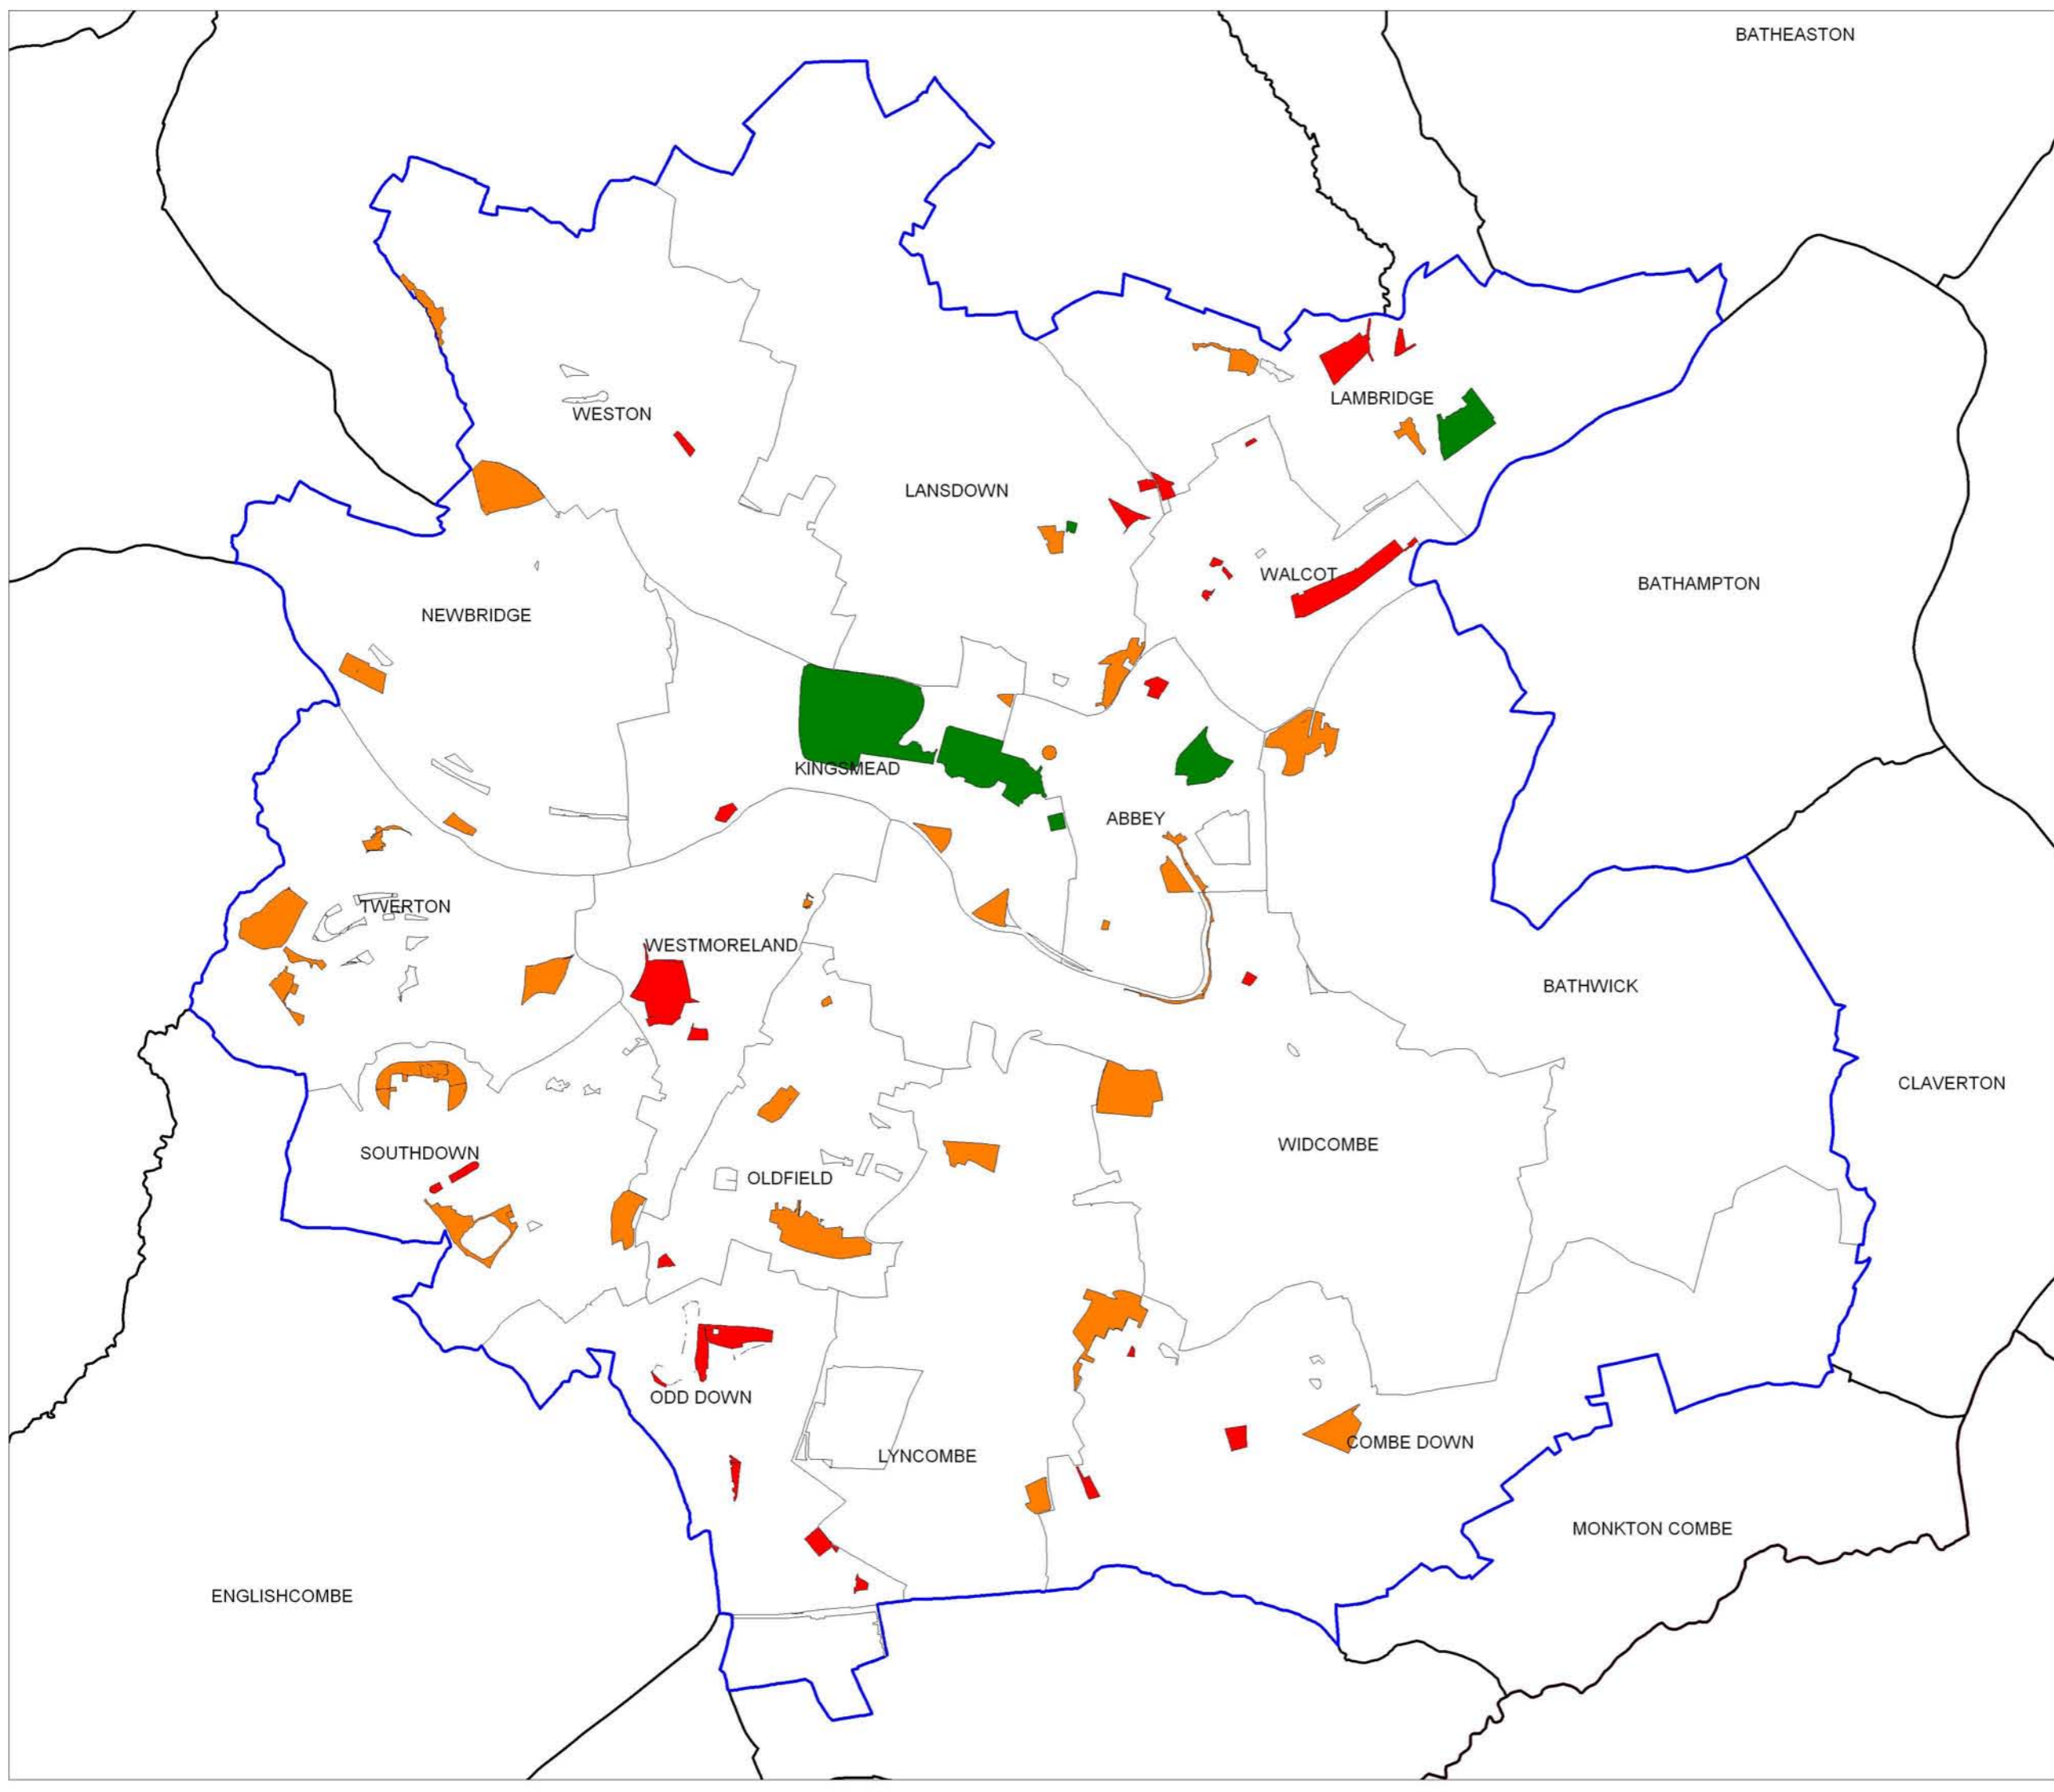 BATHEASTON
LAMBRIDGE
WESTON
LANSDOWN
WALCOT
BATHAMPTON
NEWBRIDGE
KINGSMEAD
ABBEY
TWERTON
WESTMORELAND
BATHWICK
CLAVERTON
WIDCOMBE
SOUTHDOWN
OLDFIELD
ODD DOWN
COMBE DOWN
LYNCOMBE
MONKTON COMBE
ENGLISHCOMBE